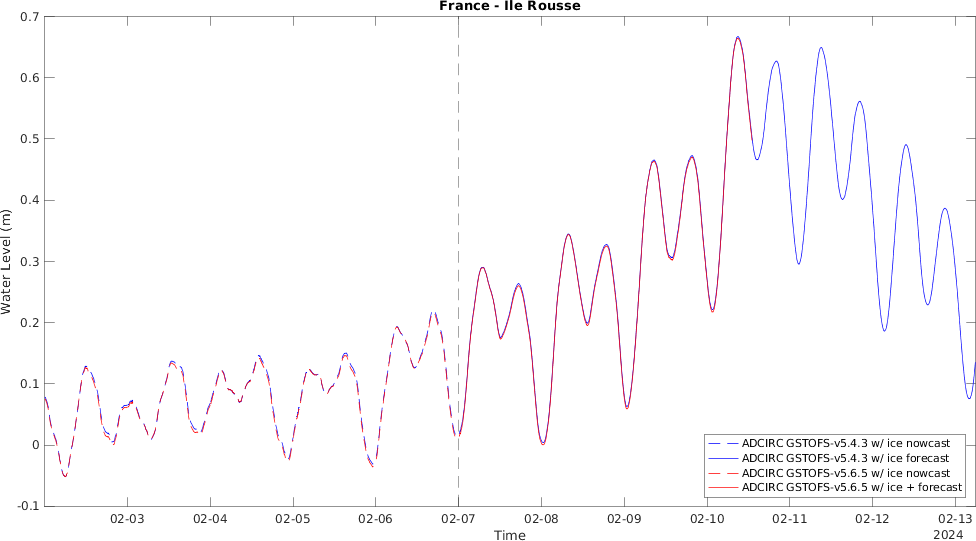 France - Ile Rousse
Water Level (m)
0.7
0.6
0.5
0.4
0.3
0.2
0.1
0
-0.1
ADCIRC GSTOFS-v5.4.3 w/ ice nowcast
ADCIRC GSTOFS-v5.4.3 w/ ice forecast
ADCIRC GSTOFS-v5.6.5 w/ ice nowcast
ADCIRC GSTOFS-v5.6.5 w/ ice + forecast
02-03 02-04 02-05 02-06 02-07 02-08 02-09 02-10 02-11 02-12 02-13
Time
2024